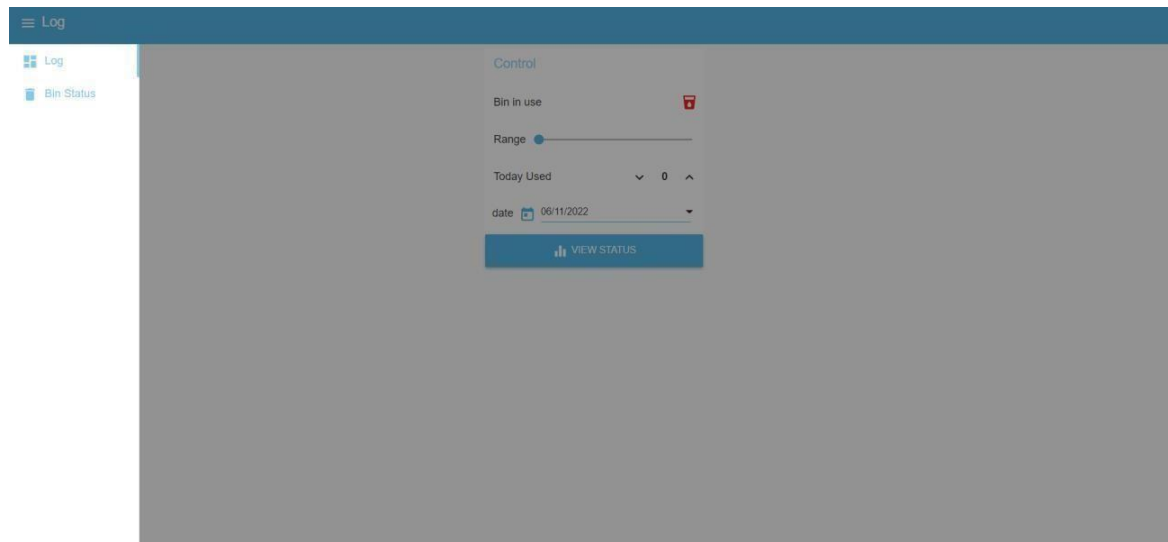 Log
Log
Bin Status
Control
Bin in use
Range
Today Used 0
date 06/11/2022
VIEW STATUS